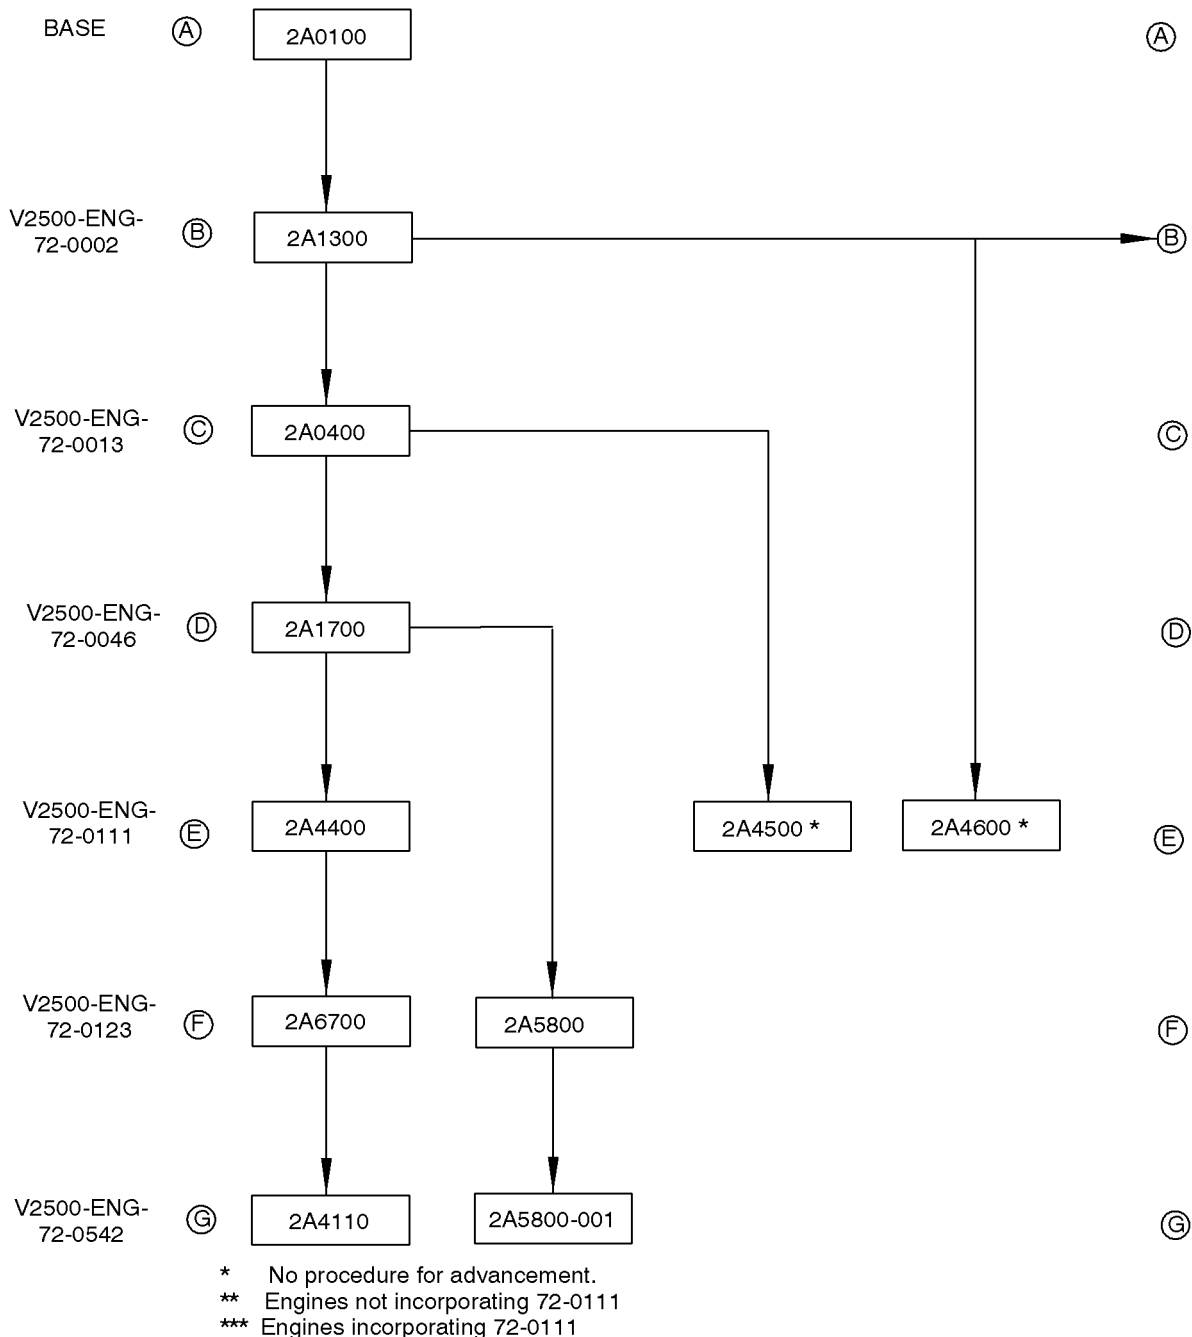 BASE Ⓐ 2A0100 Ⓐ
V2500-ENG-
72-0002 Ⓑ 2A1300 Ⓑ
V2500-ENG-
72-0013 Ⓒ 2A0400 Ⓒ
V2500-ENG-
72-0046 Ⓓ 2A1700 Ⓓ
V2500-ENG-
72-0111 Ⓔ 2A4400 2A4500 * 2A4600 * Ⓔ
V2500-ENG-
72-0123 Ⓕ 2A6700 2A5800 Ⓕ
V2500-ENG-
72-0542 Ⓖ 2A4110 2A5800-001 Ⓖ
* No procedure for advancement.
** Engines not incorporating 72-0111
*** Engines incorporating 72-0111